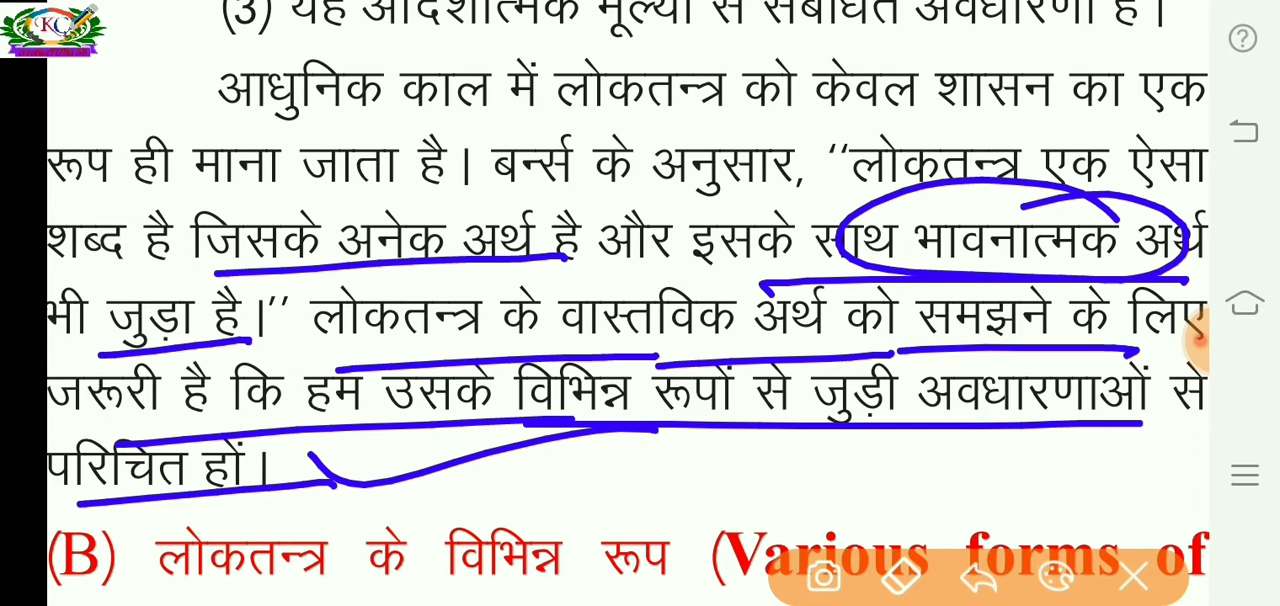 KC
(3) यह आदर्शात्मक मूल्यों से संबंधित अवधारणा है।
आधुनिक काल में लोकतन्त्र को केवल शासन का एक
रूप ही माना जाता है। बर्न्स के अनुसार, ‘‘लोकतन्त्र एक ऐसा
शब्द है जिसके अनेक अर्थ है और इसके साथ भावनात्मक अर्थ
भी जुड़ा है।’’ लोकतन्त्र के वास्तविक अर्थ को समझने के लिए
जरूरी है कि हम उसके विभिन्न रूपों से जुड़ी अवधारणाओं से
परिचित हों।
(B) लोकतन्त्र के विभिन्न रूप (Various forms of